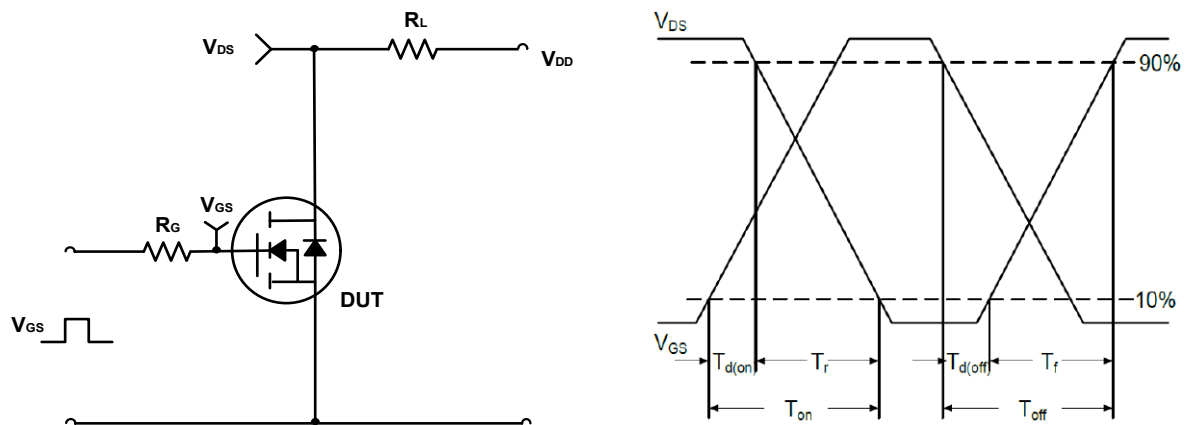 RL
VDS
VDD
VGS
RG
DUT
VGS
VDS
90%
10%
VGS
Td(on)
Tr
Td(off)
Tf
Ton
Toff